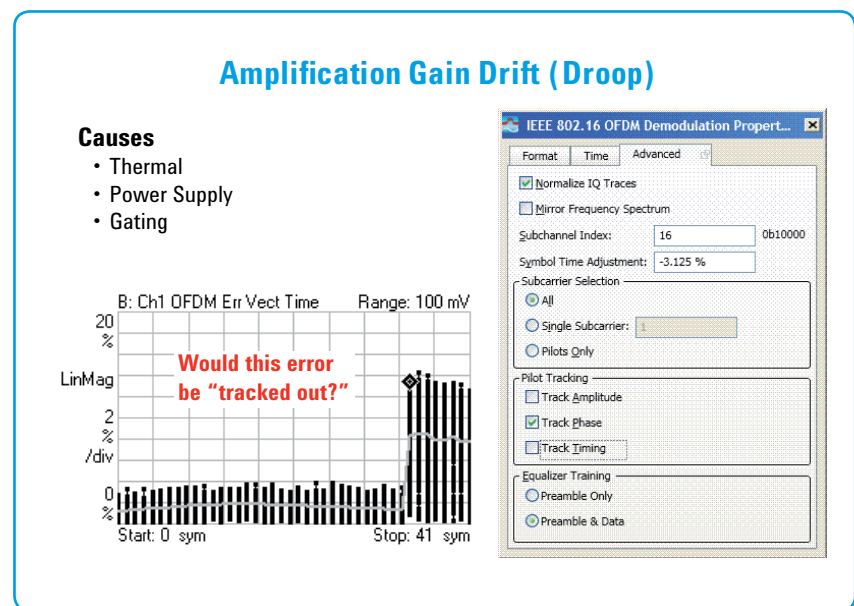 Amplification Gain Drift (Droop)
Causes
• Thermal
• Power Supply
• Gating
B: Ch1 OFDM Err Vect Time Range: 100 mV
20
%
LinMag
2
%
/div
0
%
Start: 0 sym Stop: 41 sym
Would this error
be “tracked out?”
IEEE 802.16 OFDM Demodulation Propert...
Format Time Advanced
Normalize IQ Traces
Mirror Frequency Spectrum
Subchannel Index: 16 0b10000
Symbol Time Adjustment: -3.125 %
Subcarrier Selection
All
Single Subcarrier: 1
Pilots Only
Pilot Tracking
Track Amplitude
Track Phase
Track Timing
Equalizer Training
Preamble Only
Preamble & Data